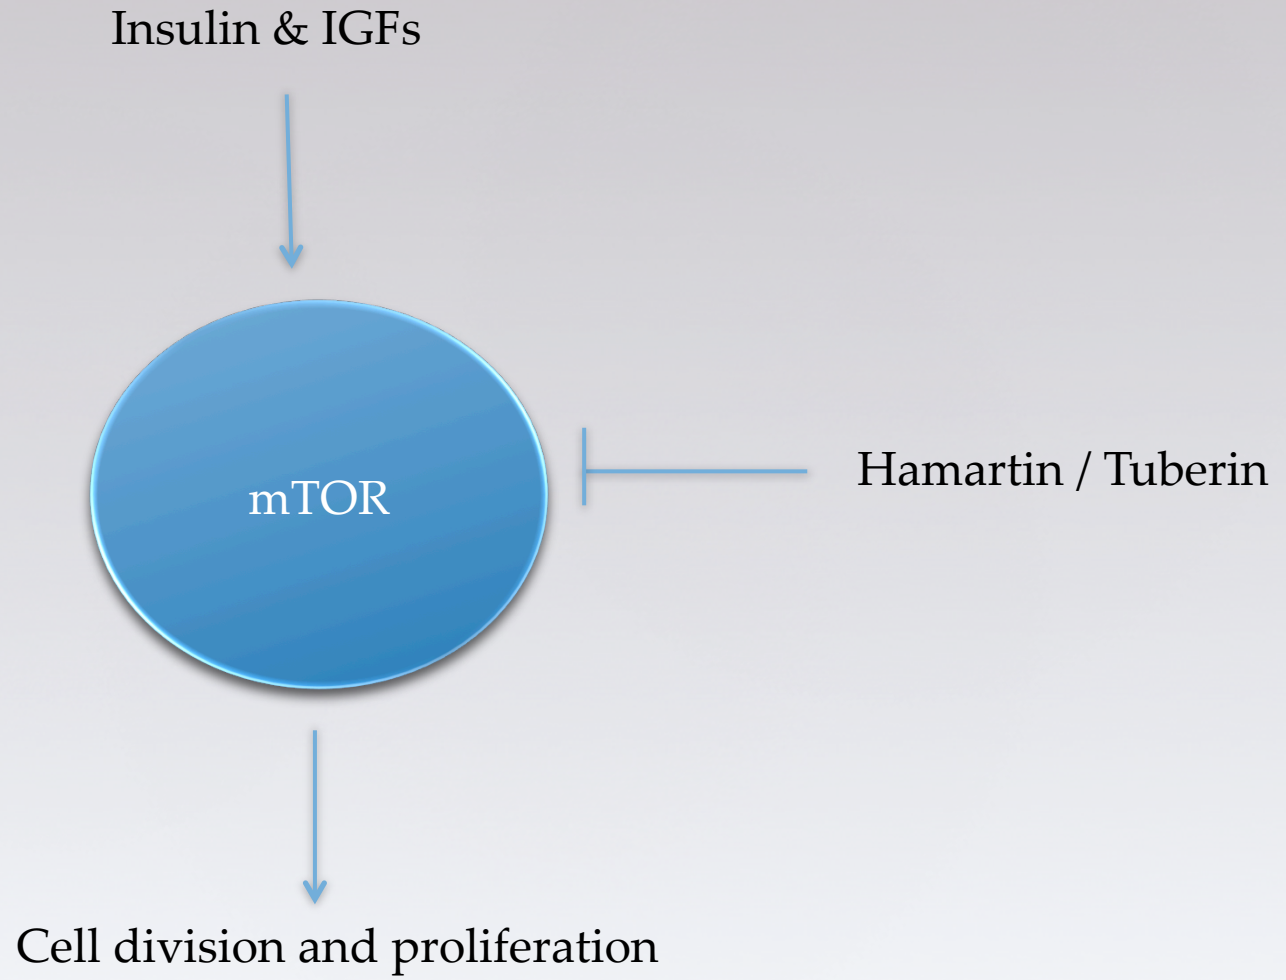 Insulin & IGFs
mTOR
Hamartin / Tuberin
Cell division and proliferation